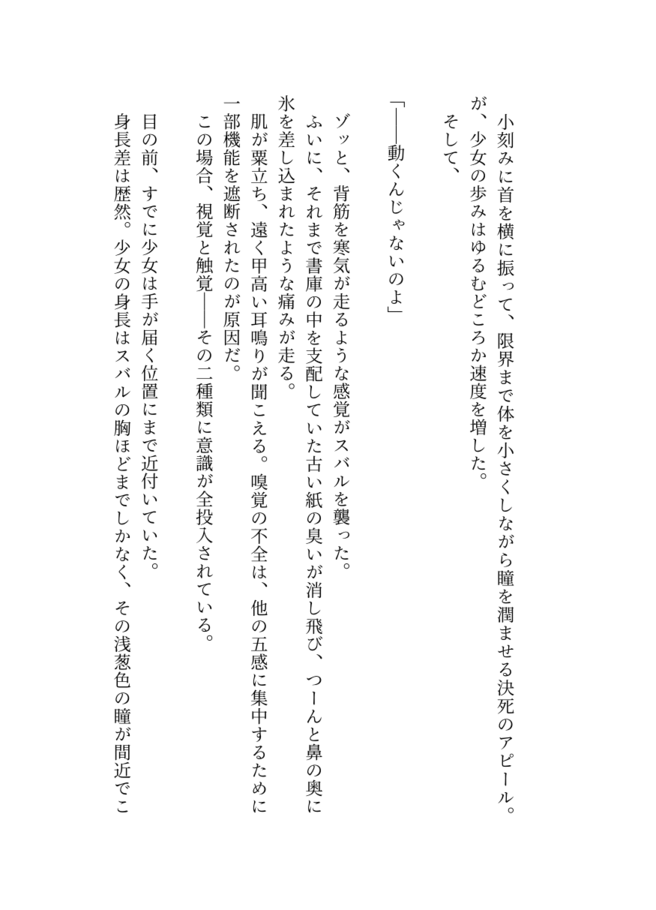 小刻みに首を横に振って、限界まで体を小さくしながら瞳を潤ませる決死のアピール。
が、少女の歩みはゆるむどころか速度を増した。
そして、
「――動くんじゃないのよ」
ゾッと、背筋を寒気が走るような感覚がスバルを襲った。
ふいに、それまで書庫の中を支配していた古い紙の臭いが消し飛び、つーんと鼻の奥に
氷を差し込まれたような痛みが走る。
肌が粟立ち、遠く甲高い耳鳴りが聞こえる。嗅覚の不全は、他の五感に集中するために
一部機能を遮断されたのが原因だ。
この場合、視覚と触覚――その二種類に意識が全投入されている。
目の前、すでに少女は手が届く位置にまで近付いていた。
身長差は歴然。少女の身長はスバルの胸ほどまでしかなく、その浅葱色の瞳が間近でこ